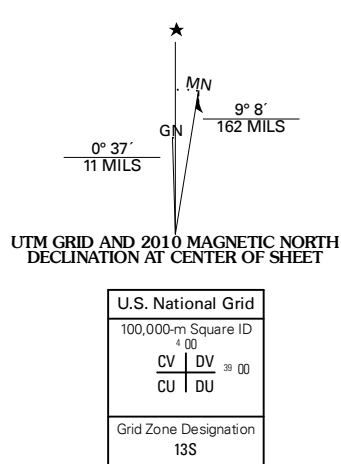 ★
MN
GN
9° 8´
162 MILS
0° 37´
11 MILS
UTM GRID AND 2010 MAGNETIC NORTH
DECLINATION AT CENTER OF SHEET
U.S. National Grid
100,000-m Square ID
4 00
CV DV
39 00
CU DU
Grid Zone Designation
13S